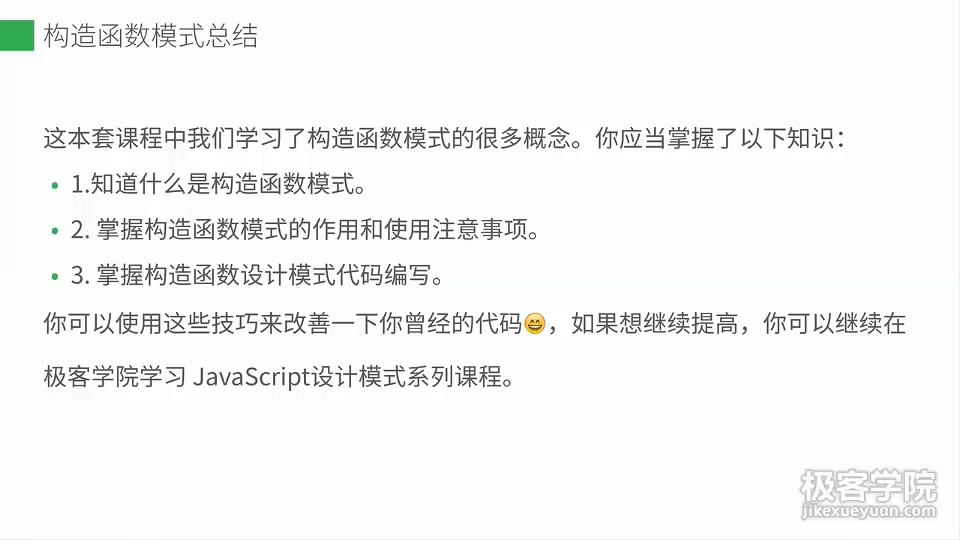 构造函数模式总结
这本套课程中我们学习了构造函数模式的很多概念。你应当掌握了以下知识：
• 1.知道什么是构造函数模式。
• 2. 掌握构造函数模式的作用和使用注意事项。
• 3. 掌握构造函数设计模式代码编写。
你可以使用这些技巧来改善一下你曾经的代码😄，如果想继续提高，你可以继续在
极客学院学习 JavaScript设计模式系列课程。
极客学院
jikexueyuan.com